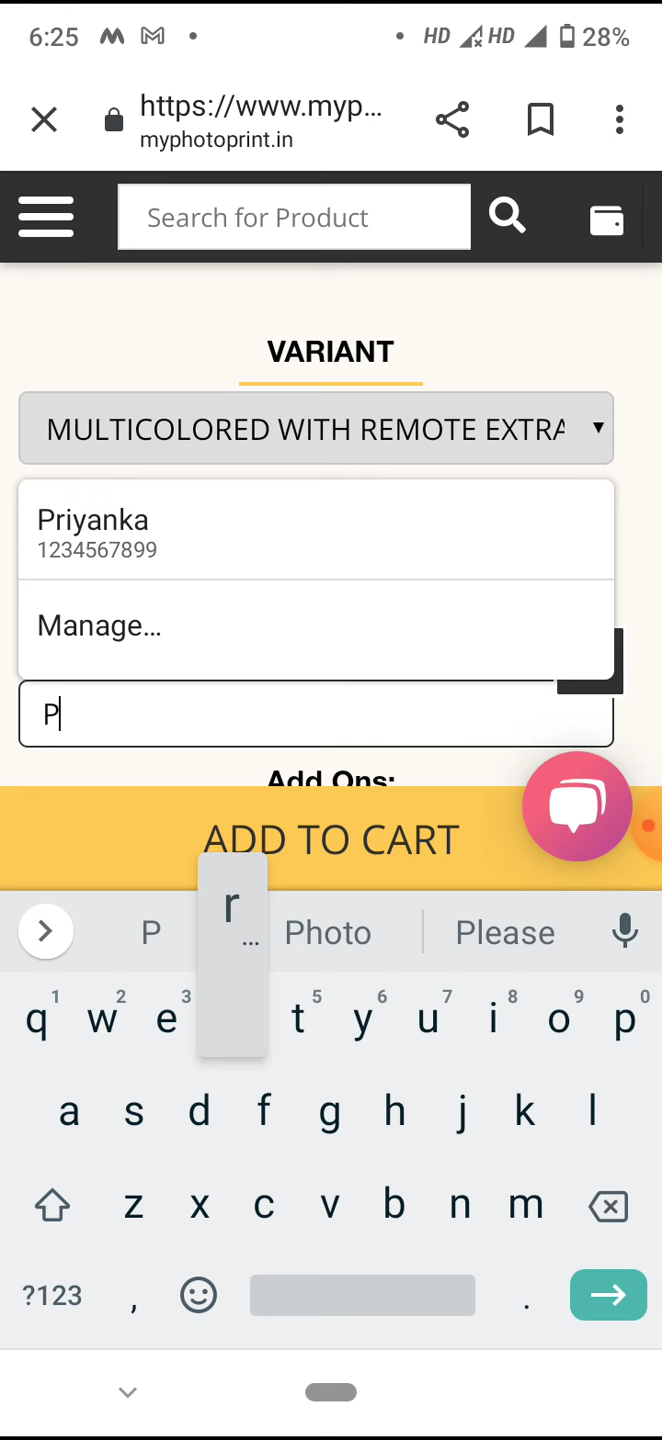 6:25 HD HD 28%
https://www.myp...
myphotoprint.in
Search for Product
VARIANT
MULTICOLORED WITH REMOTE EXTRA
Priyanka
1234567899
Manage...
P
Add Ons:
ADD TO CART
P Photo Please
r
...
1 2 3 5 6 7 8 9 0
q w e t y u i o p
a s d f g h j k l
z x c v b n m
?123 , .